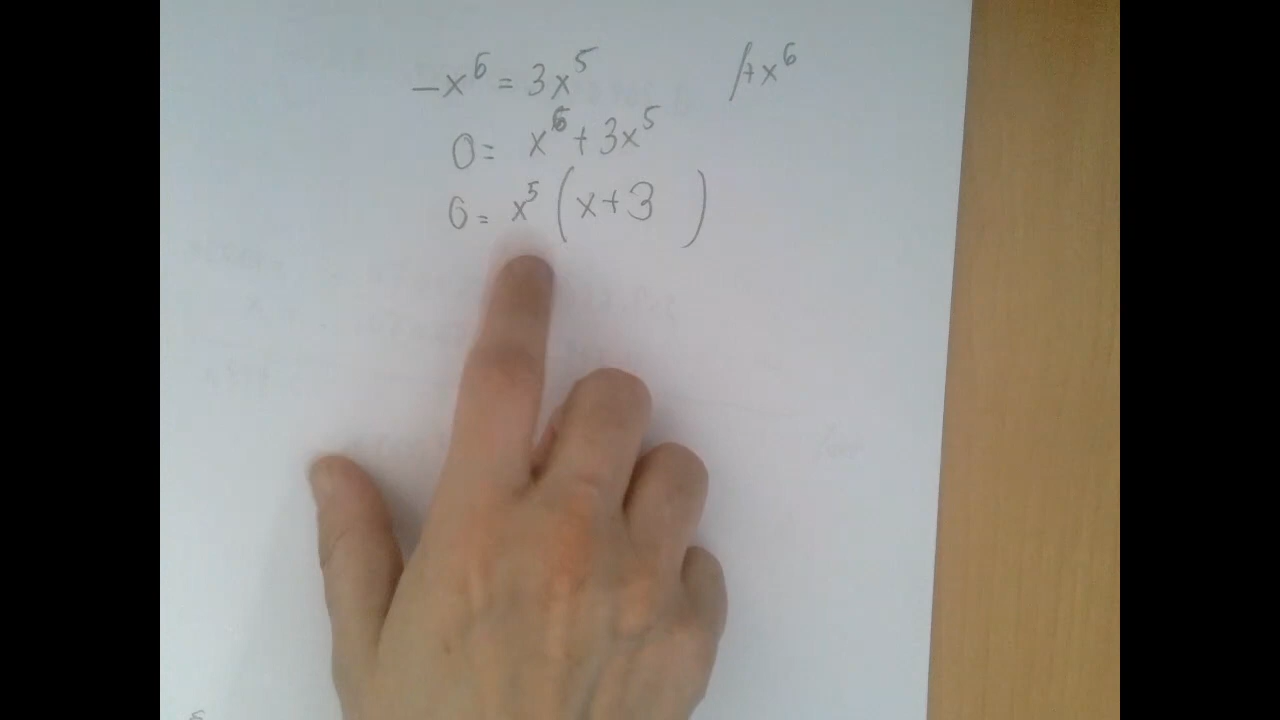 -x⁶ = 3x⁵ /+x⁶
0 = x⁶ + 3x⁵
0 = x⁵ (x+3 )